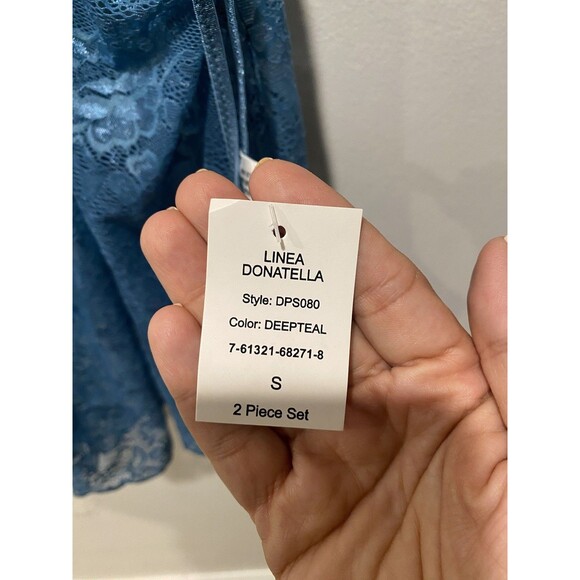 LINEA
DONATELLA
Style: DPS080
Color: DEEPTEAL
7-61321-68271-8
S
2 Piece Set